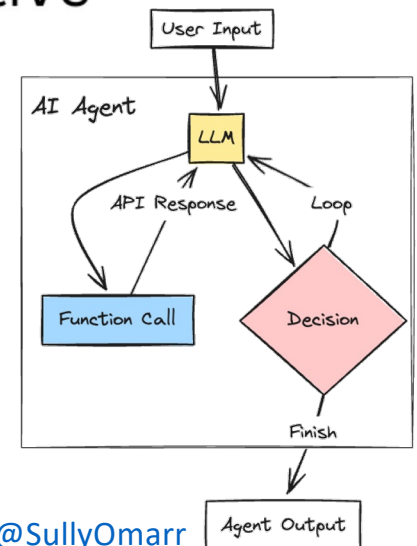 User Input
AI Agent
LLM
API Response
Loop
Function Call
Decision
Finish
@SullyOmarr
Agent Output